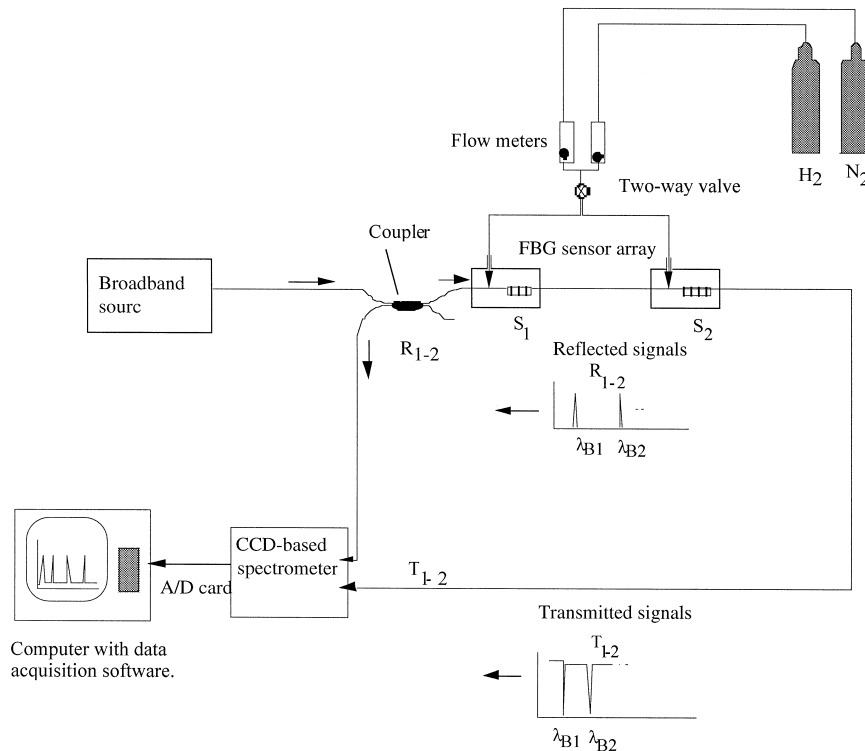 Flow meters
H2
N2
Two-way valve
Coupler
FBG sensor array
Broadband
sourc
S1
S2
R1-2
Reflected signals
R1-2
λB1
λB2
CCD-based
spectrometer
A/D card
T1-2
Computer with data
acquisition software.
Transmitted signals
T1-2
λB1
λB2